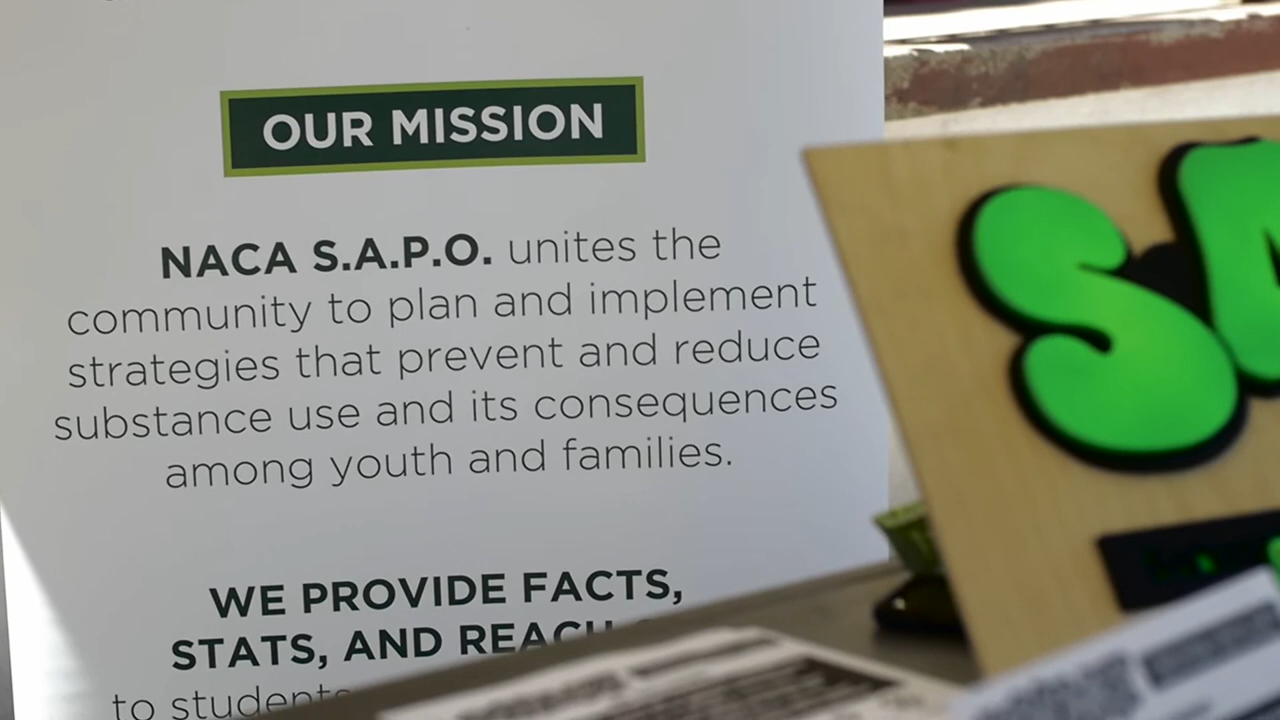 OUR MISSION
NACA S.A.P.O. unites the
community to plan and implement
strategies that prevent and reduce
substance use and its consequences
among youth and families.
WE PROVIDE FACTS,
STATS, AND REACH
to students
SA